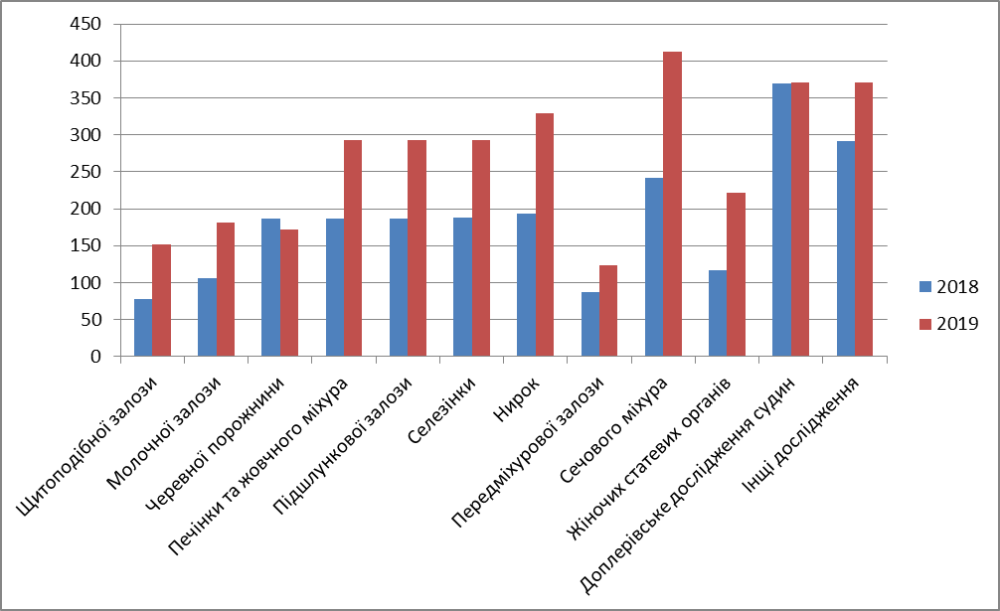 450
400
350
300
250
200
150
100
50
0
Щитоподібної залози
Молочної залози
Черевної порожнини
Печінки та жовчного міхура
Підшлункової залози
Селезінки
Нирок
Передміхурової залози
Сечового міхура
Жіночих статевих органів
Доплерівське дослідження судин
Інші дослідження
2018
2019